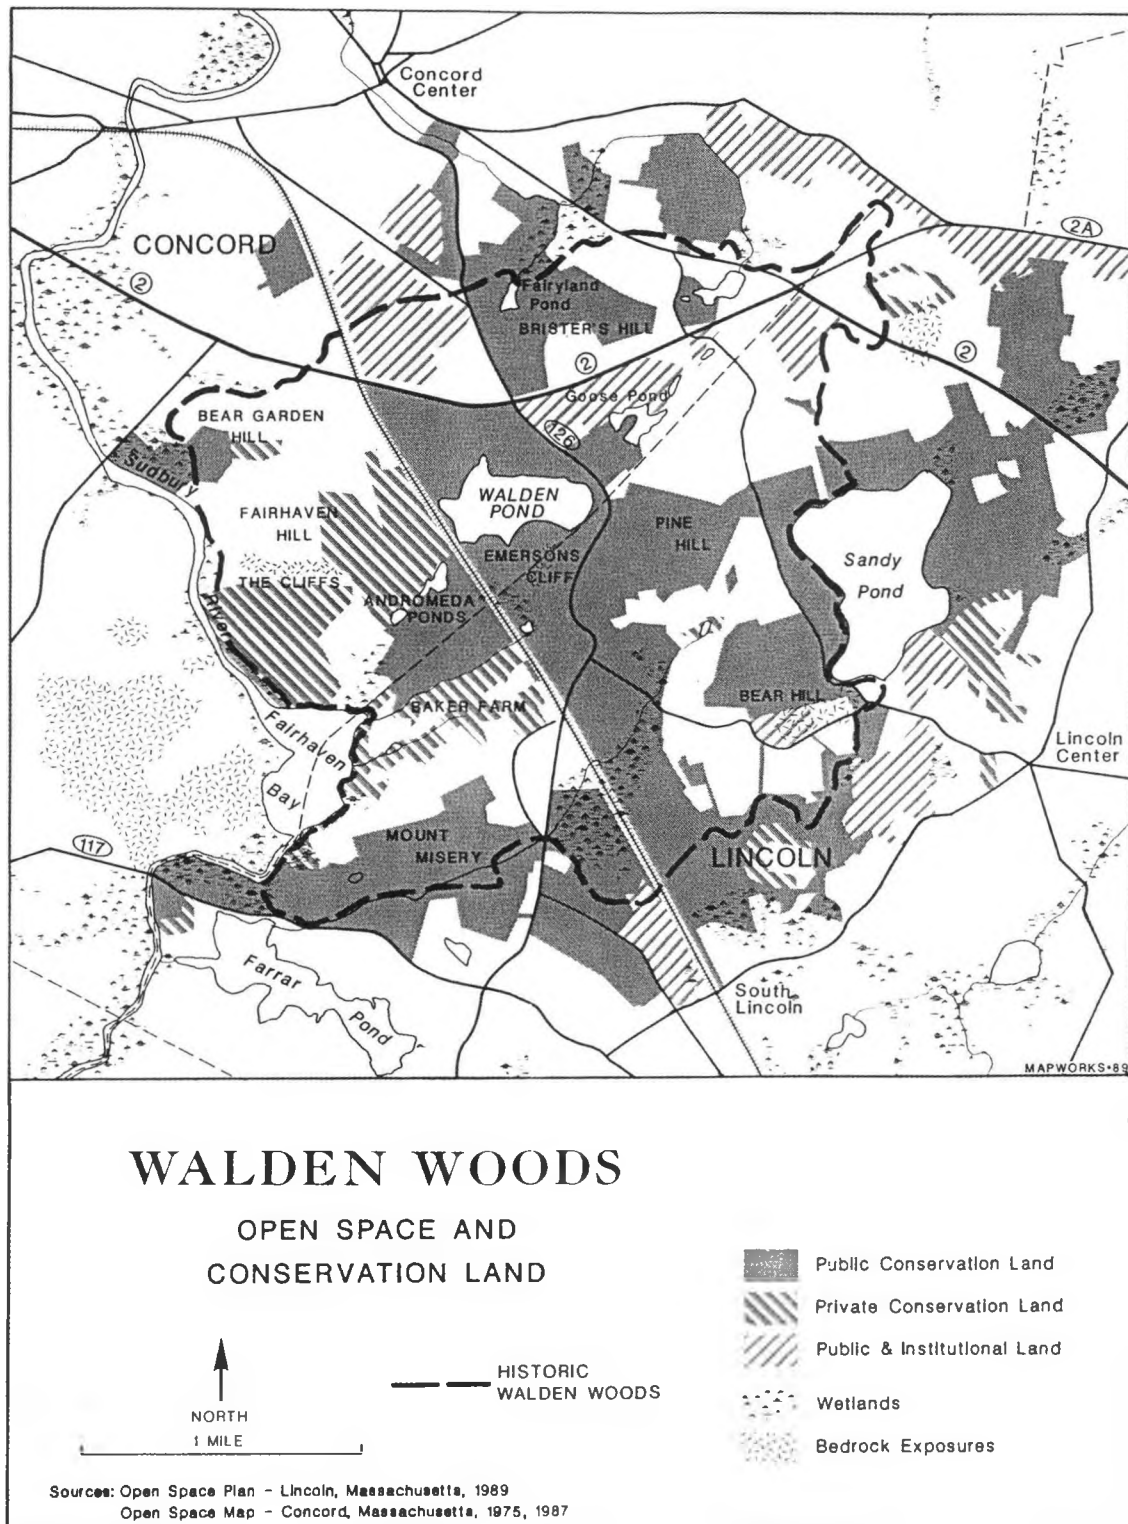 Concord
Center
CONCORD
2A
2
Fairyland
Pond
BRISTER'S HILL
2
2
Goose Pond
BEAR GARDEN
HILL
126
Sudbury
WALDEN
POND
FAIRHAVEN
HILL
PINE
HILL
EMERSONS
CLIFF
Sandy
Pond
THE CLIFFS
ANDROMEDA
PONDS
River
BEAR HILL
BAKER FARM
Fairhaven
Bay
Lincoln
Center
117
MOUNT
MISERY
LINCOLN
Farrar
Pond
South
Lincoln
MAPWORKS•89
WALDEN WOODS
OPEN SPACE AND
CONSERVATION LAND
Public Conservation Land
Private Conservation Land
Public & Institutional Land
Wetlands
Bedrock Exposures
HISTORIC
WALDEN WOODS
NORTH
1 MILE
Sources: Open Space Plan - Lincoln, Massachusetts, 1989
Open Space Map - Concord, Massachusetts, 1975, 1987